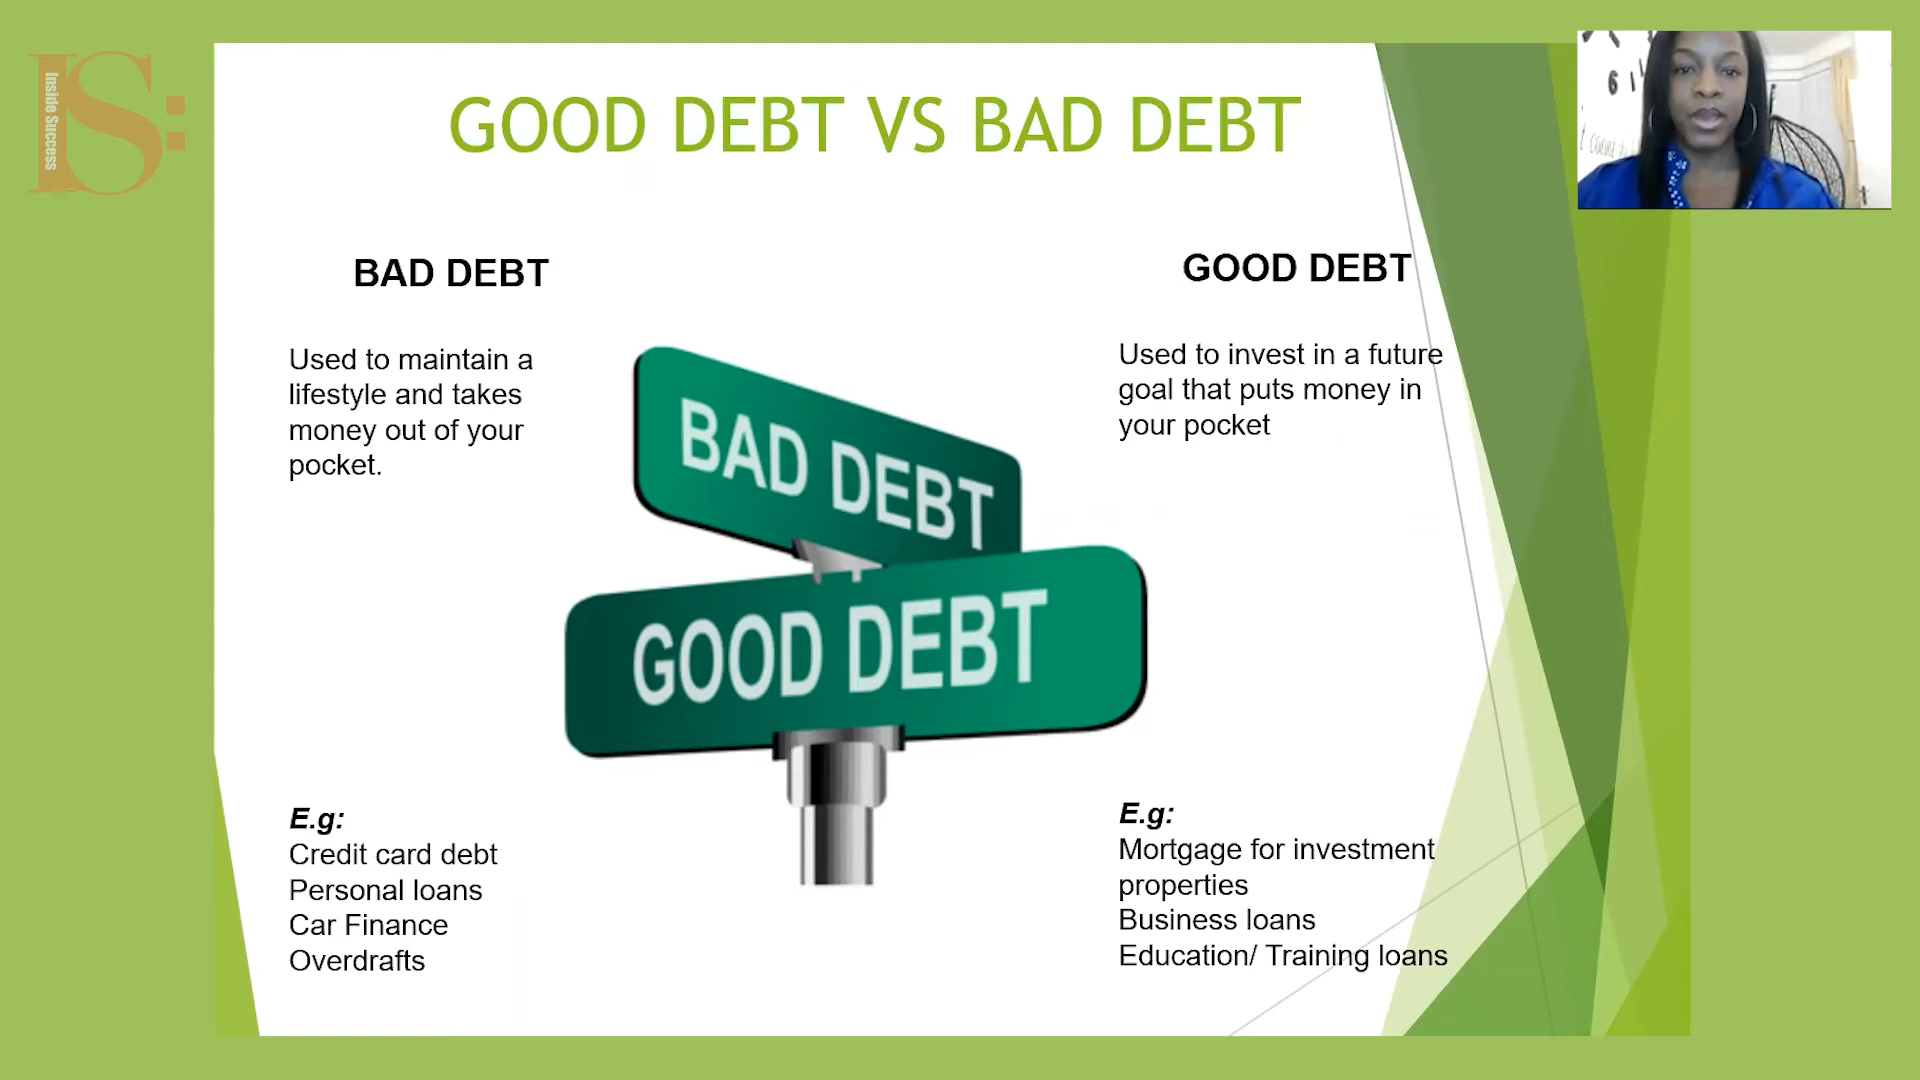 IS:
Inside Success
GOOD DEBT VS BAD DEBT
BAD DEBT
Used to maintain a
lifestyle and takes
money out of your
pocket.
E.g:
Credit card debt
Personal loans
Car Finance
Overdrafts
BAD DEBT
GOOD DEBT
GOOD DEBT
Used to invest in a future
goal that puts money in
your pocket
E.g:
Mortgage for investment
properties
Business loans
Education/ Training loans
6